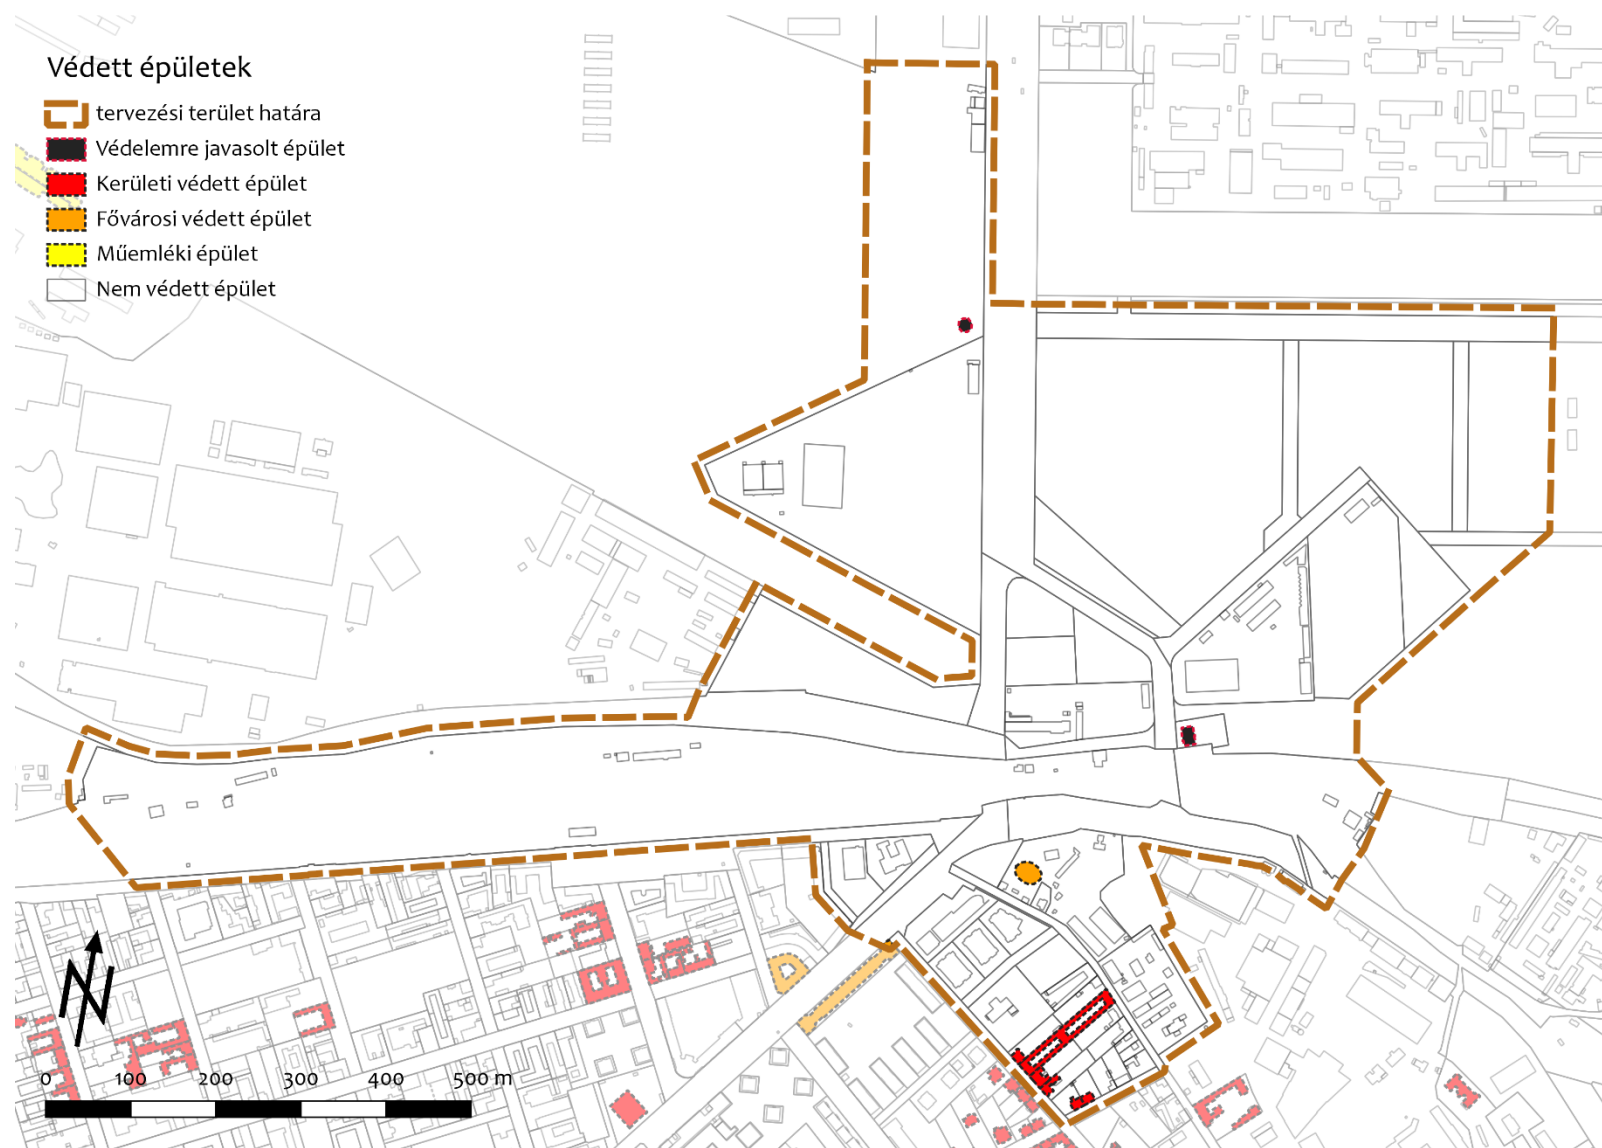 Védett épületek
tervezési terület határa
Védelemre javasolt épület
Kerületi védett épület
Fővárosi védett épület
Műemléki épület
Nem védett épület
N
0 100 200 300 400 500 m